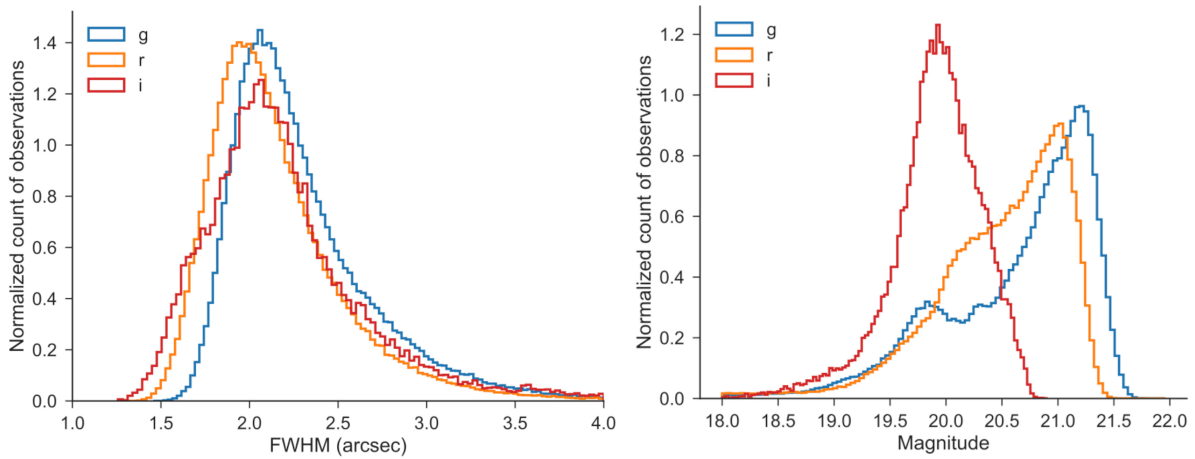 g
r
i
Normalized count of observations
1.4
1.2
1.0
0.8
0.6
0.4
0.2
0.0
1.0 1.5 2.0 2.5 3.0 3.5 4.0
FWHM (arcsec)
g
r
i
Normalized count of observations
1.2
1.0
0.8
0.6
0.4
0.2
0.0
18.0 18.5 19.0 19.5 20.0 20.5 21.0 21.5 22.0
Magnitude